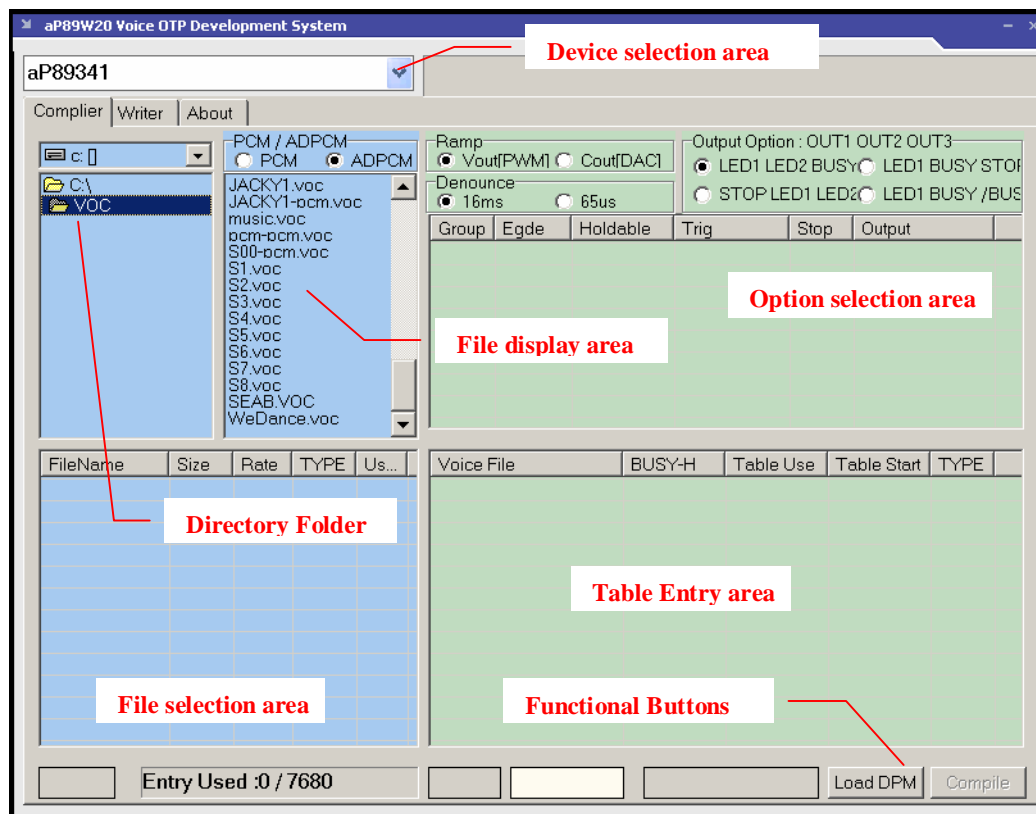 aP89W20 Voice OTP Development System
Device selection area
aP89341
Complier Writer About
c: []
C:\
VOC
PCM / ADPCM
PCM ADPCM
JACKY1.voc
JACKY1-pcm.voc
music.voc
pcm-pcm.voc
S00-pcm.voc
S1.voc
S2.voc
S3.voc
S4.voc
S5.voc
S6.voc
S7.voc
S8.voc
SEAB.VOC
WeDance.voc
Ramp
Vout[PWM] Cout[DAC]
Denounce
16ms 65us
Output Option : OUT1 OUT2 OUT3
LED1 LED2 BUSY LED1 BUSY STOP
STOP LED1 LED2 LED1 BUSY /BUS
Group Egde Holdable Trig Stop Output
Option selection area
File display area
FileName Size Rate TYPE Us...
Directory Folder
File selection area
Voice File BUSY-H Table Use Table Start TYPE
Table Entry area
Functional Buttons
Entry Used :0 / 7680
Load DPM Compile